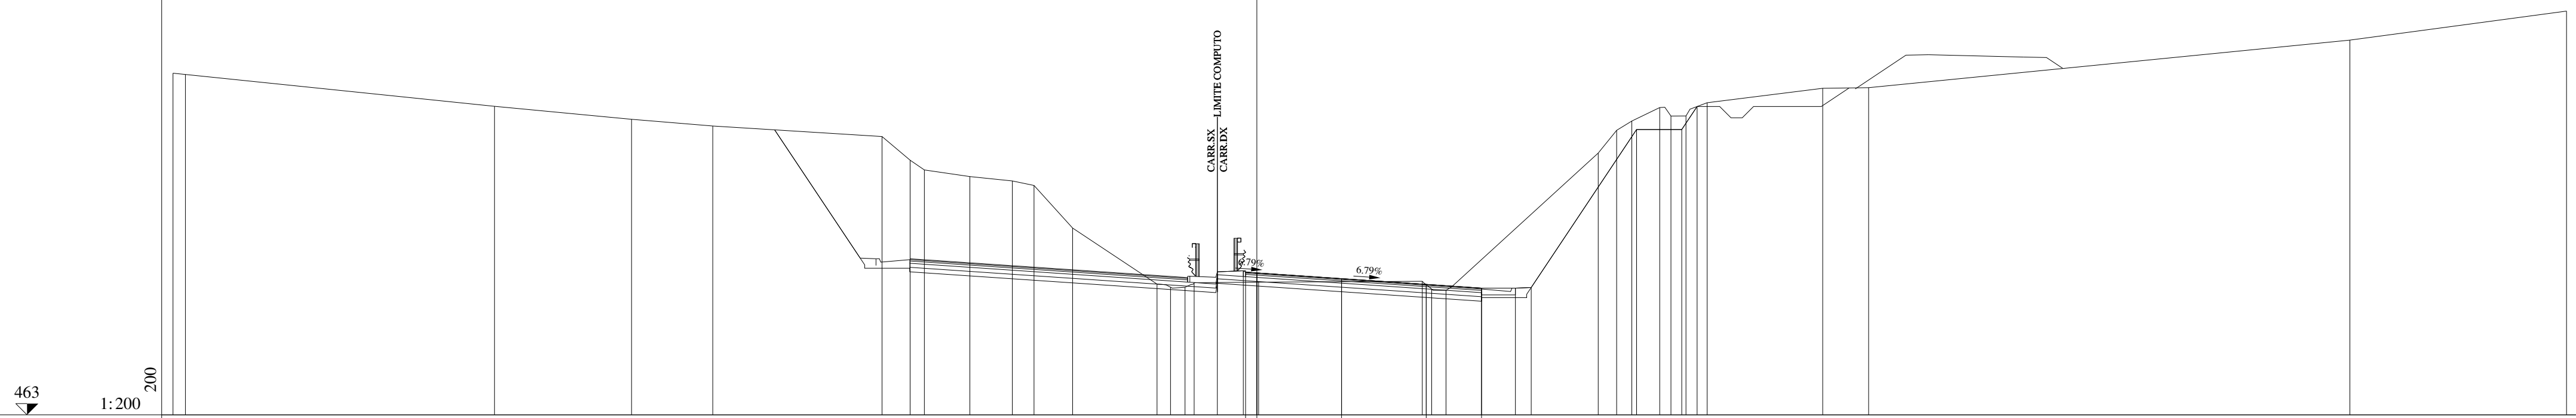 LIMITE COMPUTO
CARR.SX
CARR.DX
6,79%
6,79%
200
463
1:200